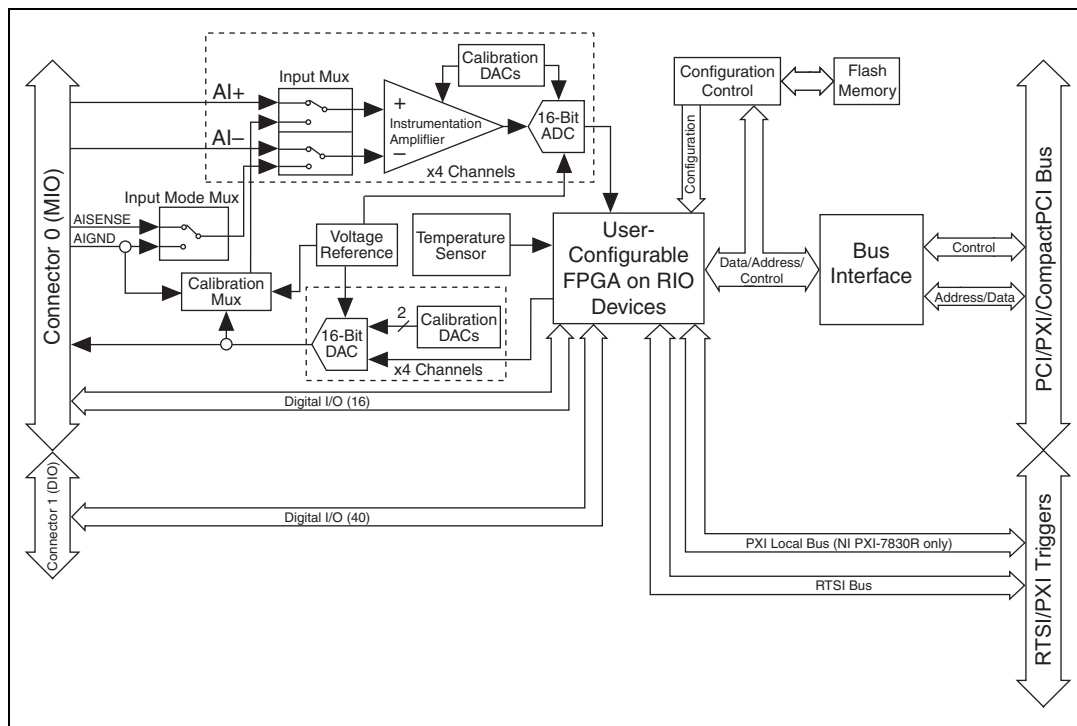 Calibration
DACs
Input Mux
AI+
+
Instrumentation
Ampliflier
−
16-Bit
ADC
AI−
x4 Channels
Configuration
Control
Flash
Memory
Configuration
Connector 0 (MIO)
Input Mode Mux
AISENSE
AIGND
Voltage
Reference
Temperature
Sensor
User-
Configurable
FPGA on RIO
Devices
Data/Address/
Control
Bus
Interface
Control
Address/Data
PCI/PXI/CompactPCI Bus
Calibration
Mux
16-Bit
DAC
2
Calibration
DACs
x4 Channels
Digital I/O (16)
Connector 1 (DIO)
Digital I/O (40)
PXI Local Bus (NI PXI-7830R only)
RTSI Bus
RTSI/PXI Triggers